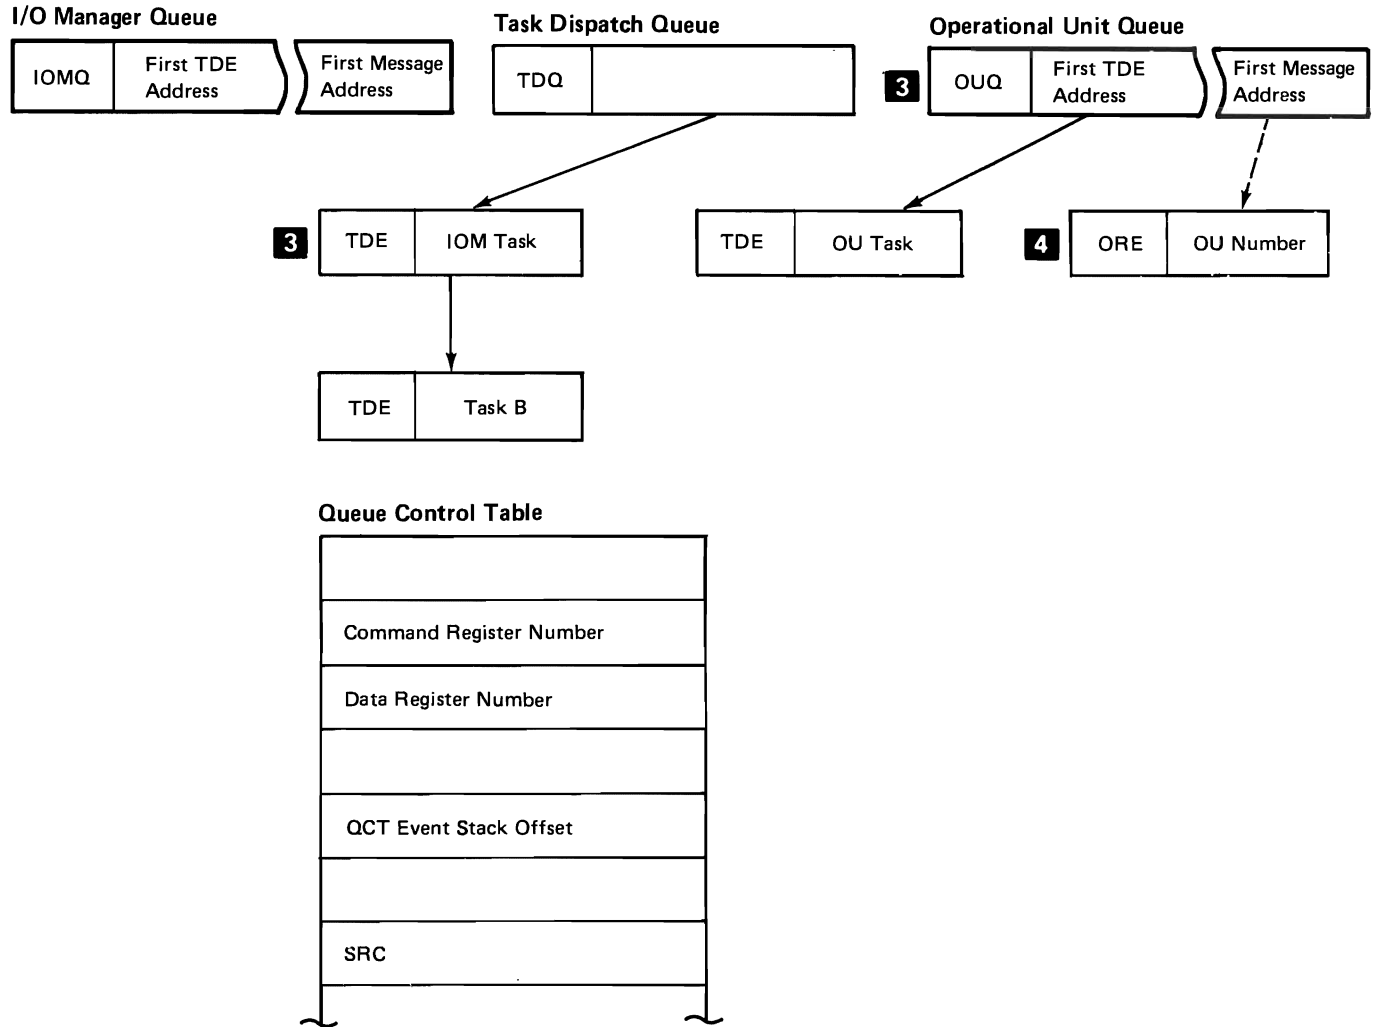 I/O Manager Queue
Task Dispatch Queue
Operational Unit Queue
IOMQ
First TDE
Address
First Message
Address
TDQ
3
OUQ
First TDE
Address
First Message
Address
3
TDE
IOM Task
TDE
OU Task
4
ORE
OU Number
TDE
Task B
Queue Control Table
Command Register Number
Data Register Number
QCT Event Stack Offset
SRC